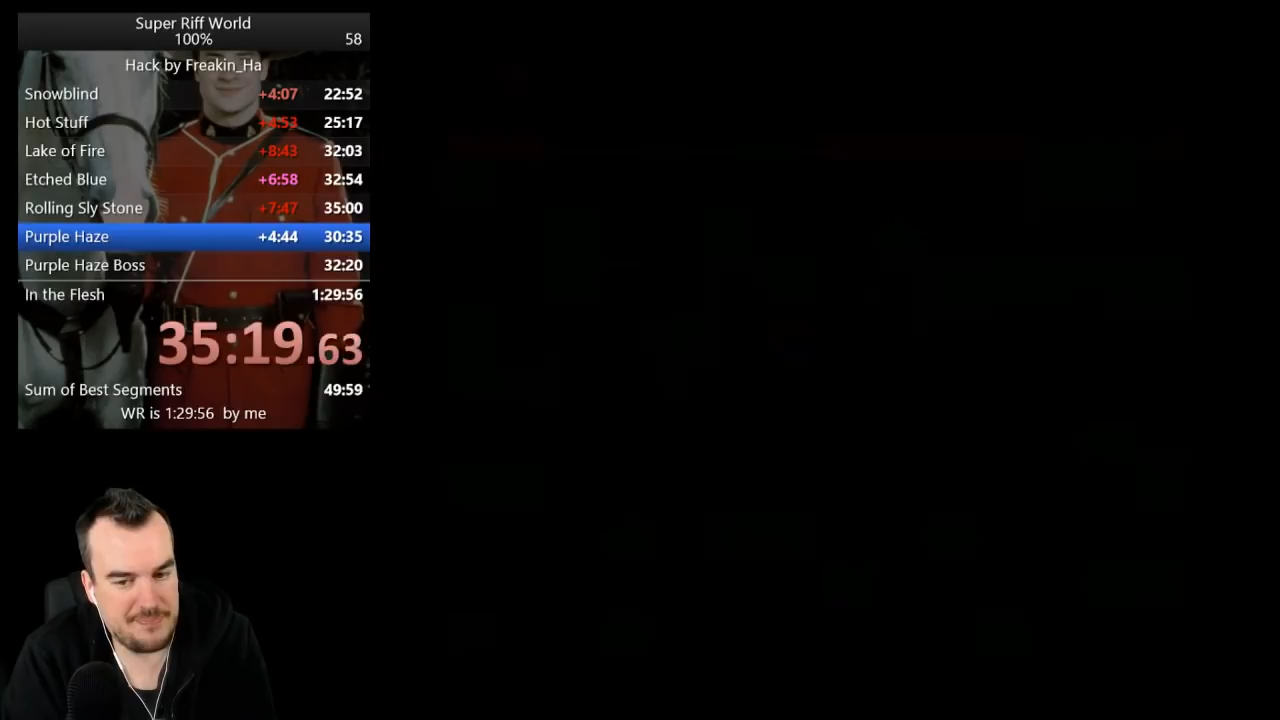 Super Riff World
100% 58
Hack by Freakin_Ha
Snowblind +4:07 22:52
Hot Stuff +4:53 25:17
Lake of Fire +8:43 32:03
Etched Blue +6:58 32:54
Rolling Sly Stone +7:47 35:00
Purple Haze +4:44 30:35
Purple Haze Boss 32:20
In the Flesh 1:29:56
35:19.63
Sum of Best Segments 49:59
WR is 1:29:56 by me